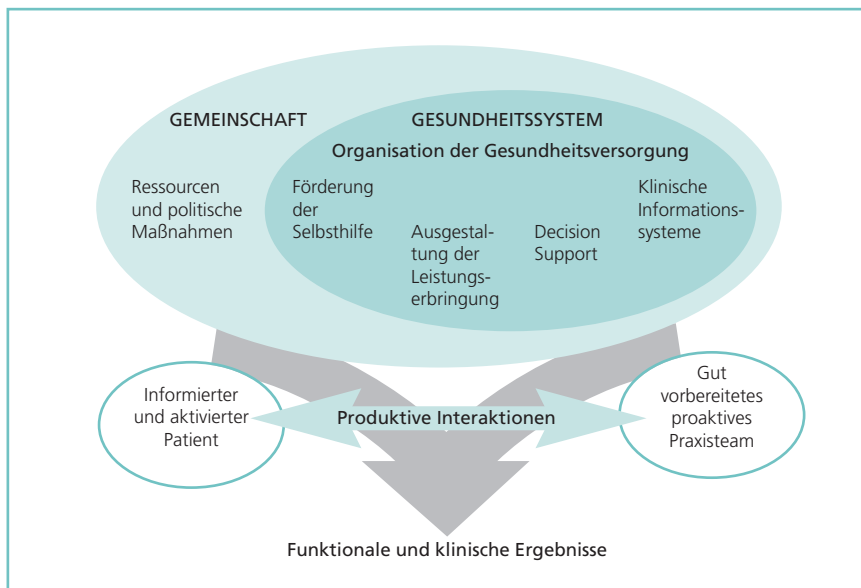 GEMEINSCHAFT
GESUNDHEITSSYSTEM
Organisation der Gesundheitsversorgung
Ressourcen
und politische
Maßnahmen
Förderung
der
Selbsthilfe
Ausgestal-
tung der
Leistungs-
erbringung
Decision
Support
Klinische
Informations-
systeme
Informierter
und aktivierter
Patient
Produktive Interaktionen
Gut
vorbereitetes
proaktives
Praxisteam
Funktionale und klinische Ergebnisse